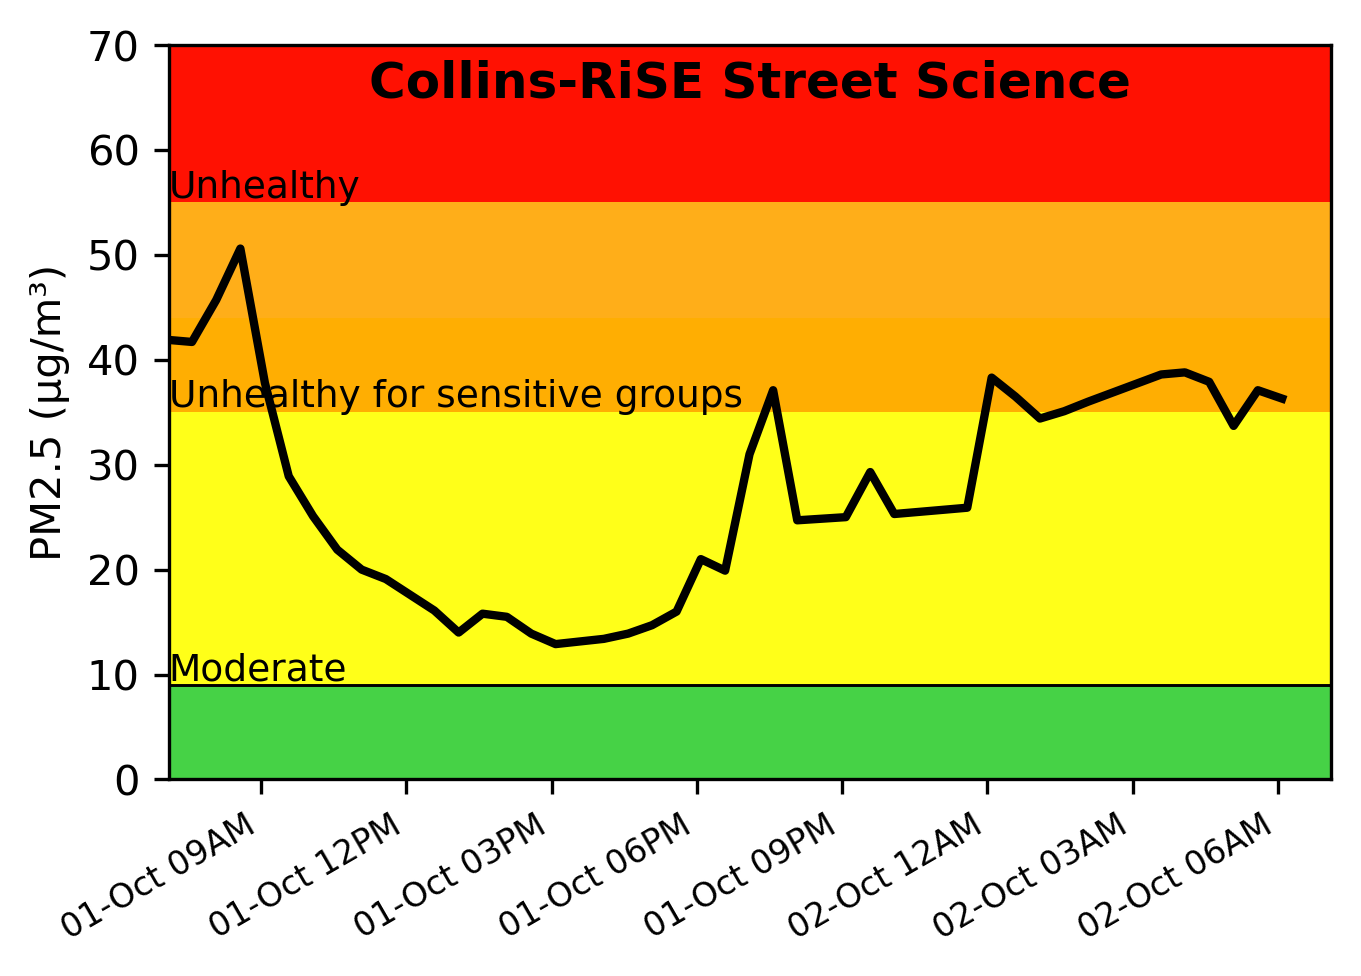 Collins-RiSE Street Science
PM2.5 (µg/m³)
70
60
50
40
30
20
10
0
Unhealthy
Unhealthy for sensitive groups
Moderate
01-Oct 09AM
01-Oct 12PM
01-Oct 03PM
01-Oct 06PM
01-Oct 09PM
02-Oct 12AM
02-Oct 03AM
02-Oct 06AM